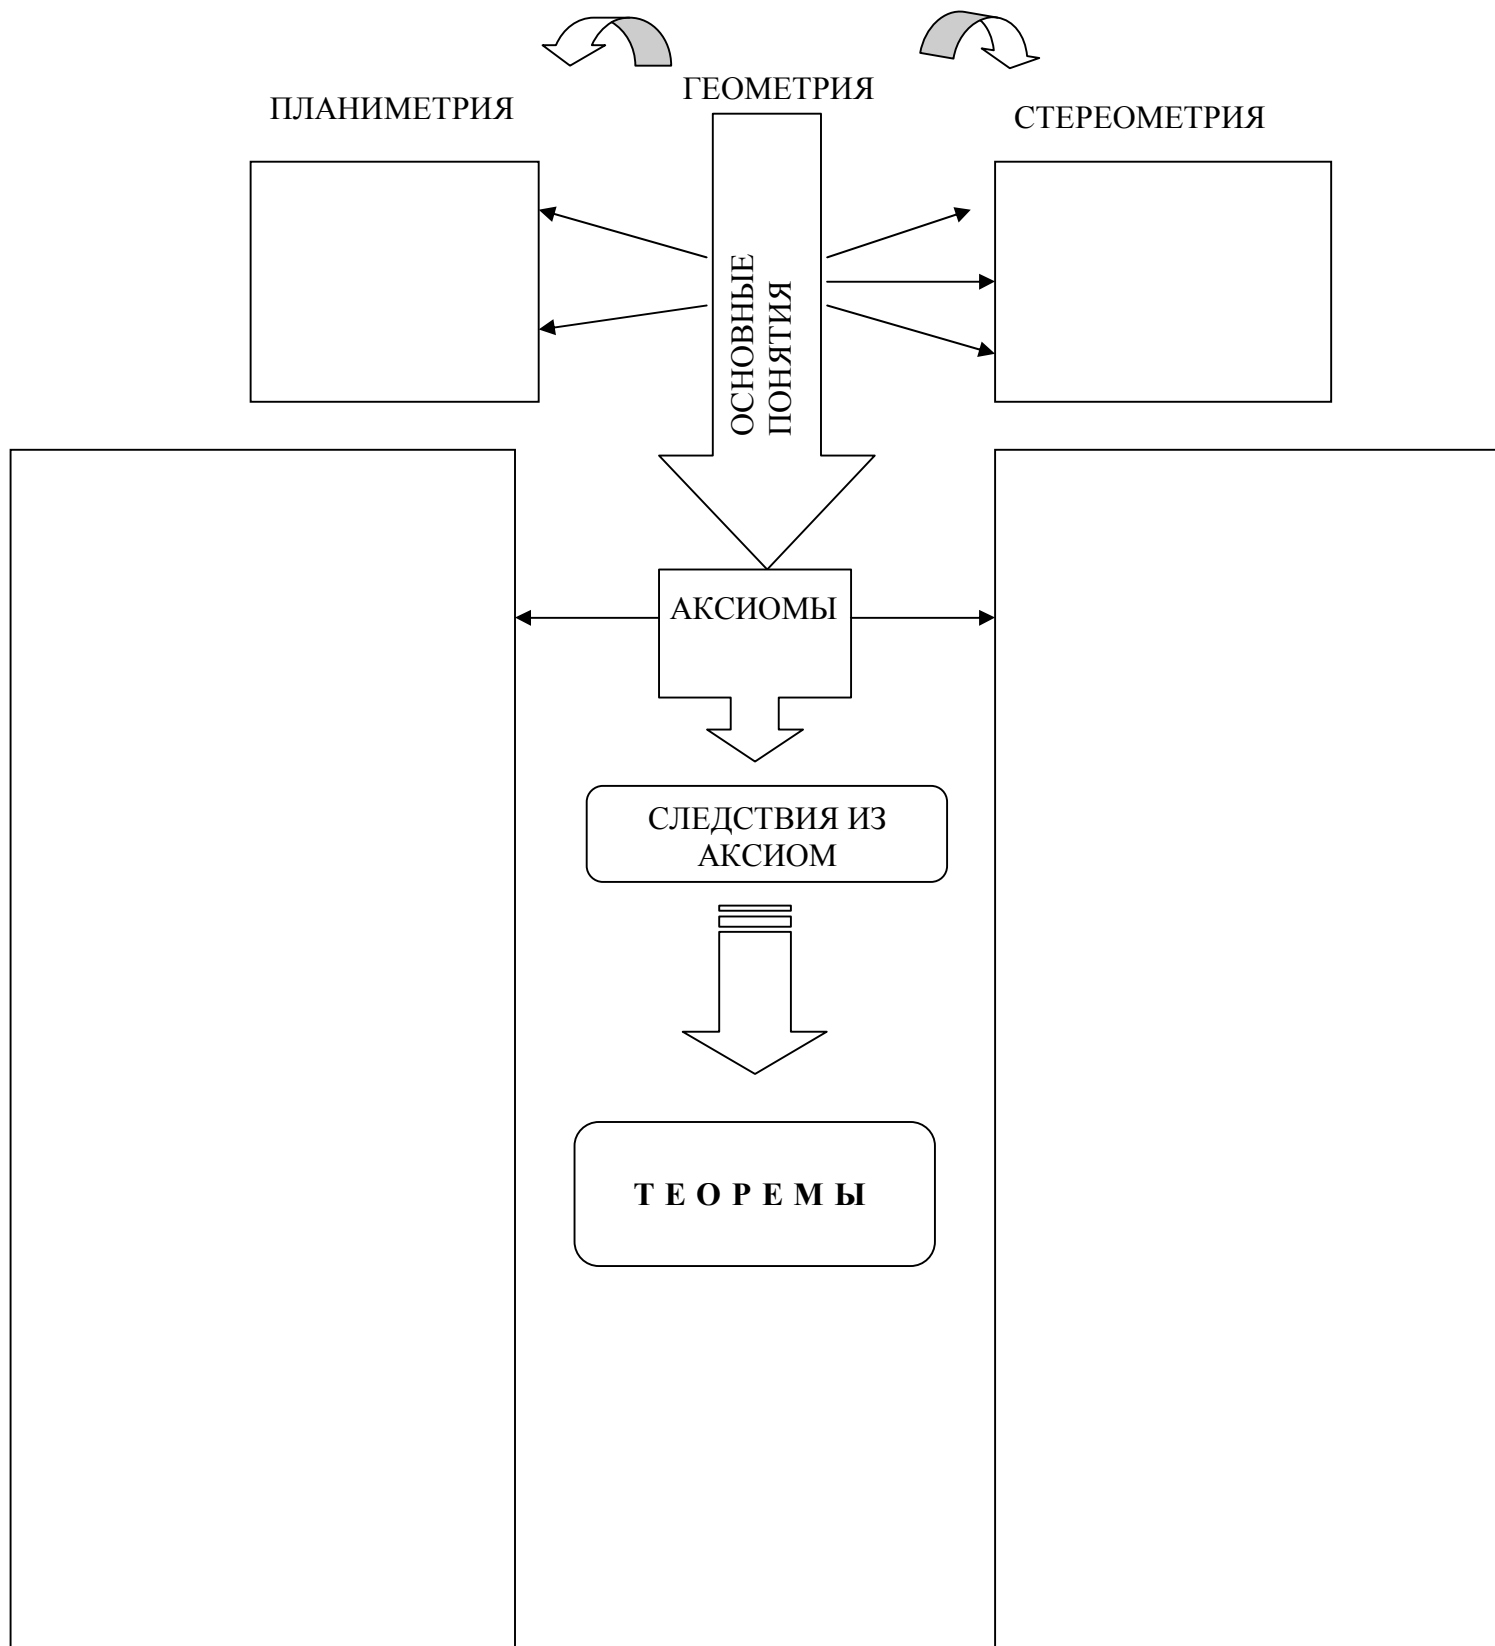 ГЕОМЕТРИЯ
ПЛАНИМЕТРИЯ
СТЕРЕОМЕТРИЯ
ОСНОВНЫЕ
ПОНЯТИЯ
АКСИОМЫ
СЛЕДСТВИЯ ИЗ
АКСИОМ
Т Е О Р Е М Ы